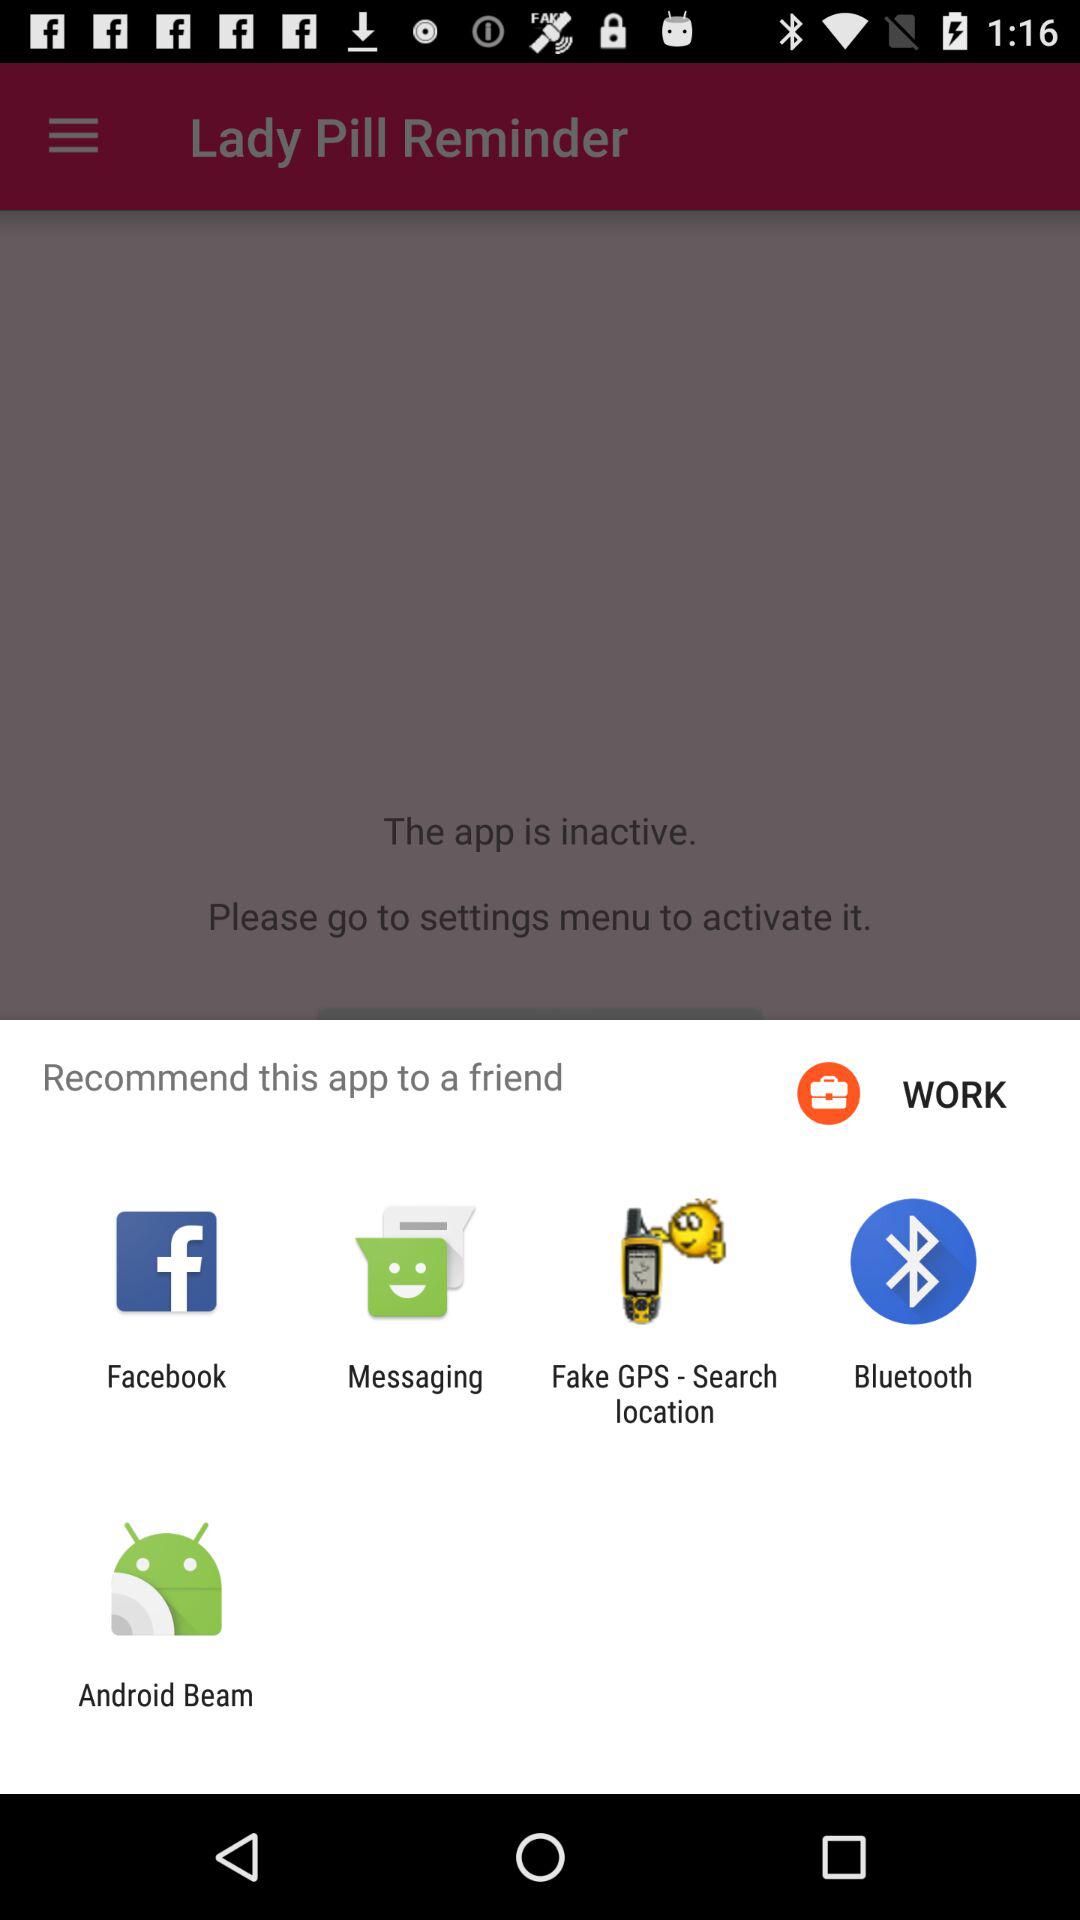 FAKE
1:16
Lady Pill Reminder
The app is inactive.
Please go to settings menu to activate it.
Recommend this app to a friend
WORK
Facebook
Messaging
Fake GPS - Search
location
Bluetooth
Android Beam